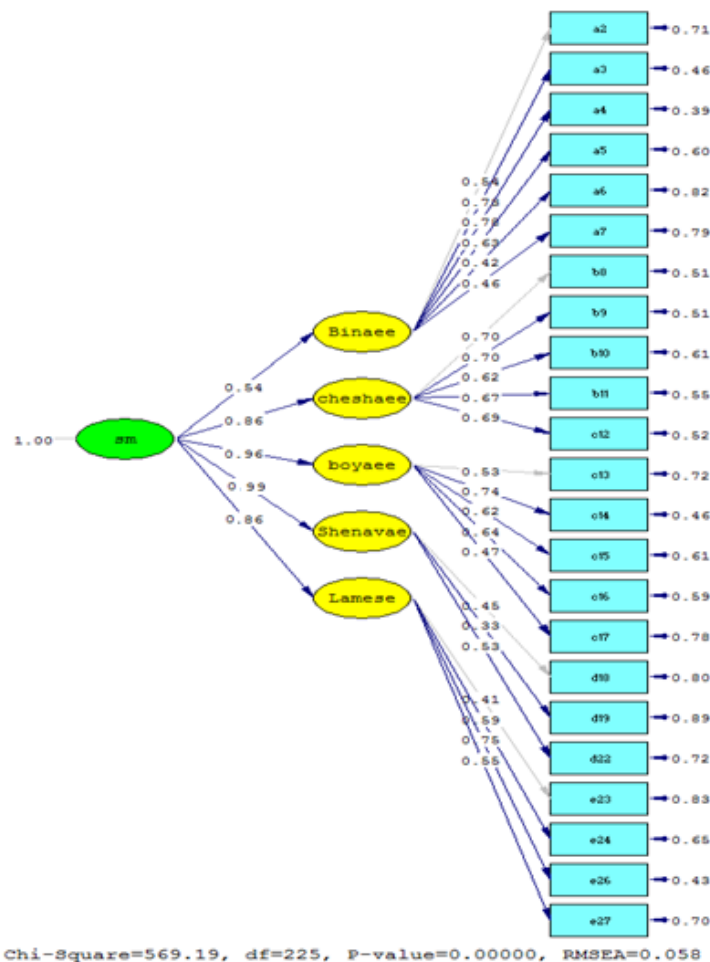 a2 0.71
a3 0.46
a4 0.39
a5 0.60
a6 0.82
a7 0.79
b8 0.51
b9 0.51
b10 0.61
b11 0.55
c12 0.52
c13 0.72
c14 0.46
c15 0.61
c16 0.59
c17 0.78
d18 0.80
d19 0.89
d22 0.72
e23 0.83
e24 0.65
e26 0.43
e27 0.70
0.54
0.63
0.42
0.46
Binaee
0.70
0.70
0.62
0.67
0.69
cheshaee
0.53
0.74
0.62
0.64
0.47
boyaee
0.45
0.33
0.53
Shenavae
0.41
0.59
0.75
0.55
Lamese
0.54
0.86
0.96
0.99
0.86
1.00 sm
Chi-Square=569.19, df=225, P-value=0.00000, RMSEA=0.058